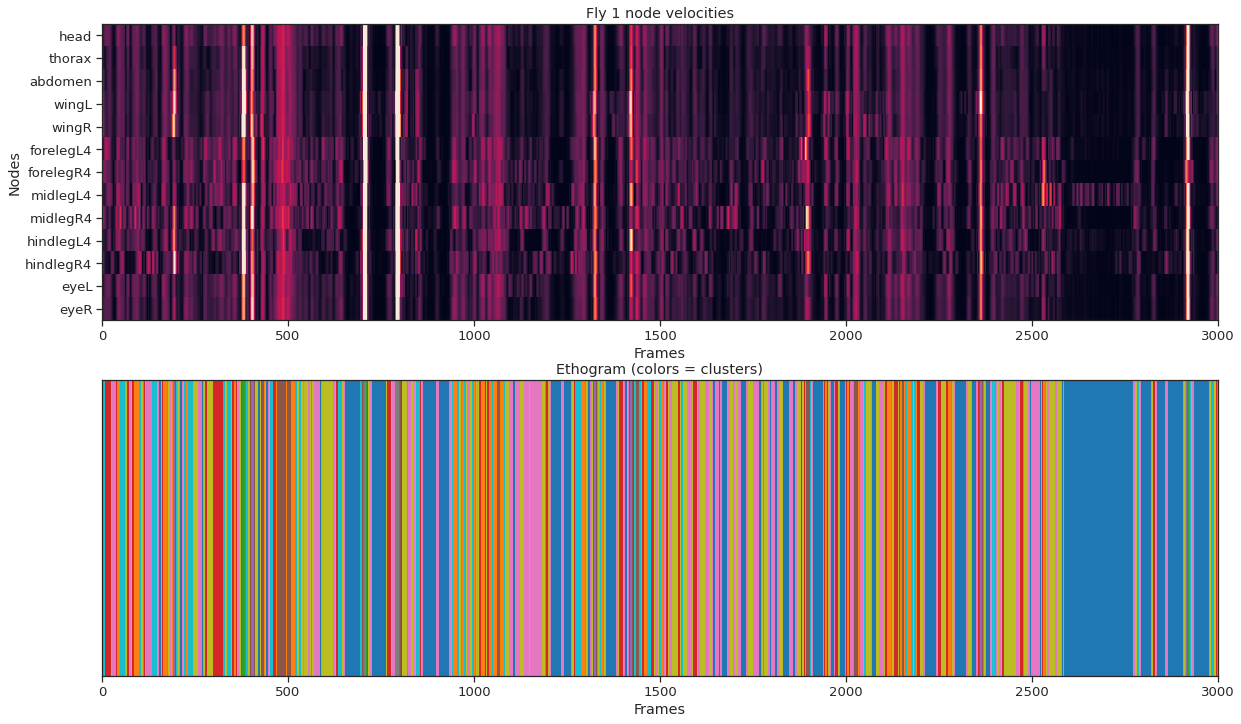 Fly 1 node velocities
Nodes
head
thorax
abdomen
wingL
wingR
forelegL4
forelegR4
midlegL4
midlegR4
hindlegL4
hindlegR4
eyeL
eyeR
0 500 1000 1500 2000 2500 3000
Frames
Ethogram (colors = clusters)
0 500 1000 1500 2000 2500 3000
Frames